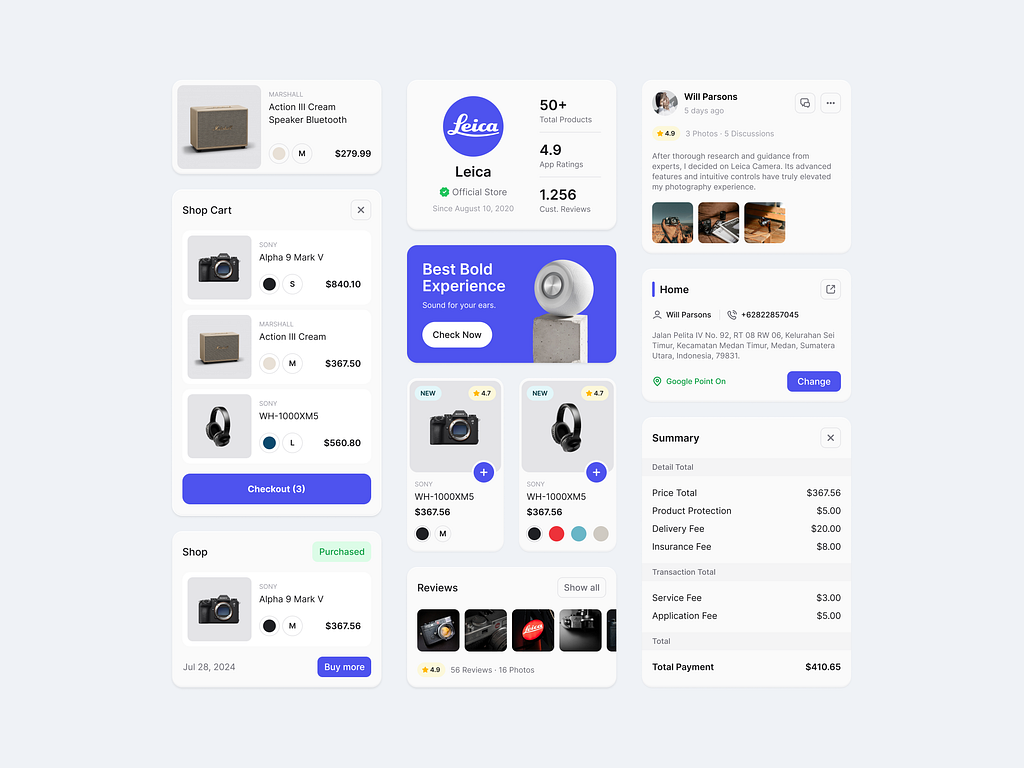 MARSHALL
Action III Cream
Speaker Bluetooth
M
$279.99
Shop Cart
SONY
Alpha 9 Mark V
S
$840.10
MARSHALL
Action III Cream
M
$367.50
SONY
WH-1000XM5
L
$560.80
Checkout (3)
Shop
Purchased
SONY
Alpha 9 Mark V
M
$367.56
Jul 28, 2024
Buy more
Leica
Leica
Official Store
Since August 10, 2020
50+
Total Products
4.9
App Ratings
1.256
Cust. Reviews
Best Bold
Experience
Sound for your ears.
Check Now
NEW
4.7
SONY
WH-1000XM5
$367.56
M
NEW
4.7
SONY
WH-1000XM5
$367.56
Reviews
Show all
Leica
4.9
56 Reviews · 16 Photos
Will Parsons
5 days ago
4.9
3 Photos · 5 Discussions
After thorough research and guidance from
experts, I decided on Leica Camera. Its advanced
features and intuitive controls have truly elevated
my photography experience.
Home
Will Parsons
+62822857045
Jalan Pelita IV No. 92, RT 08 RW 06, Kelurahan Sei
Timur, Kecamatan Medan Timur, Medan, Sumatera
Utara, Indonesia, 79831.
Google Point On
Change
Summary
Detail Total
Price Total
$367.56
Product Protection
$5.00
Delivery Fee
$20.00
Insurance Fee
$8.00
Transaction Total
Service Fee
$3.00
Application Fee
$5.00
Total
Total Payment
$410.65